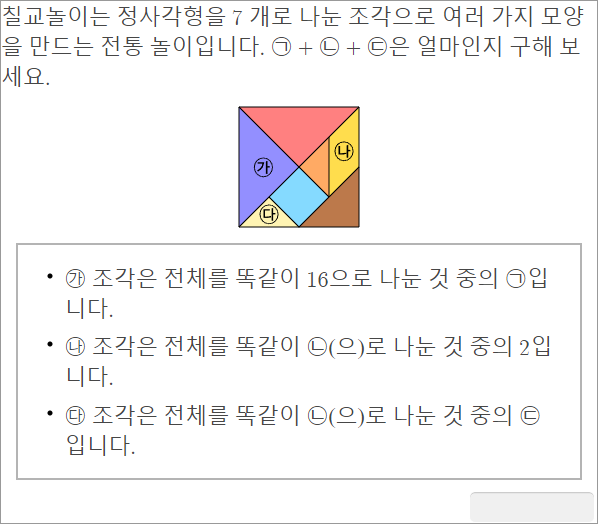 칠교놀이는 정사각형을 7 개로 나눈 조각으로 여러 가지 모양
을 만드는 전통 놀이입니다. ㉠ + ㉡ + ㉢은 얼마인지 구해 보
세요.
㉮
㉯
㉰
• ㉮ 조각은 전체를 똑같이 16으로 나눈 것 중의 ㉠입
니다.
• ㉯ 조각은 전체를 똑같이 ㉡(으)로 나눈 것 중의 2입
니다.
• ㉰ 조각은 전체를 똑같이 ㉡(으)로 나눈 것 중의 ㉢
입니다.